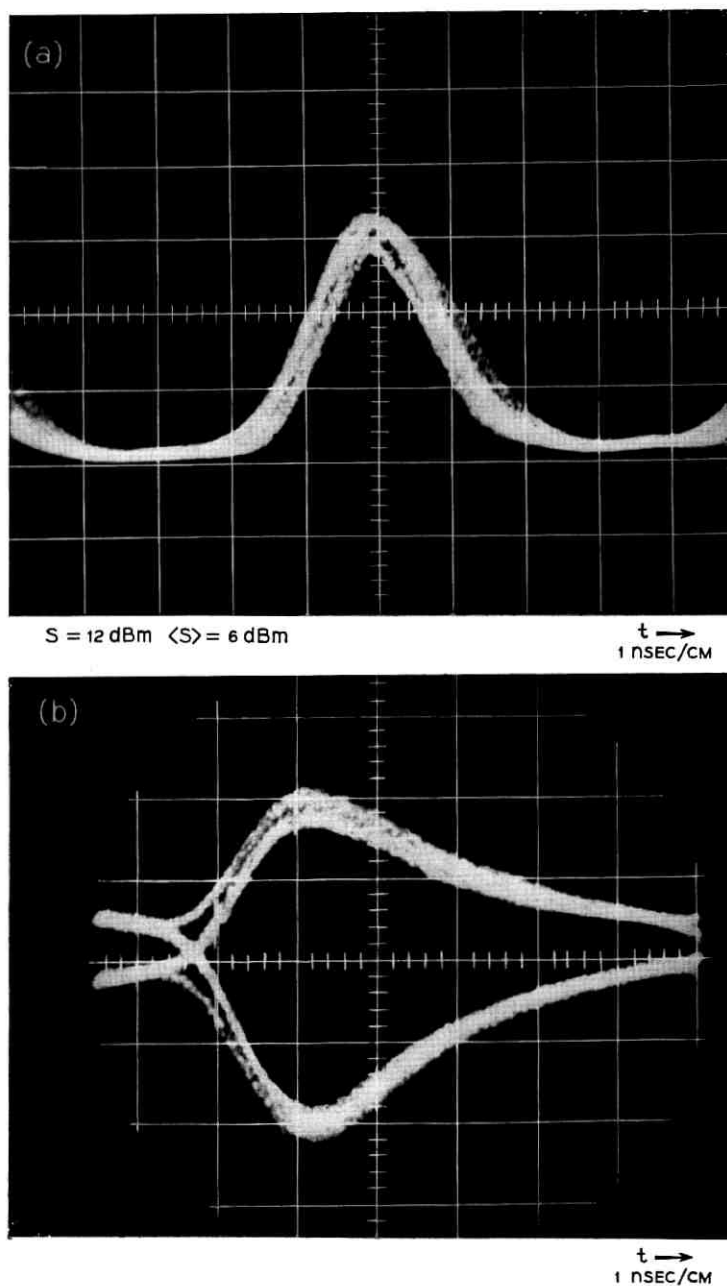 (a)
S = 12 dBm <S> = 6 dBm
t →
1 nSEC/CM
(b)
t →
1 nSEC/CM